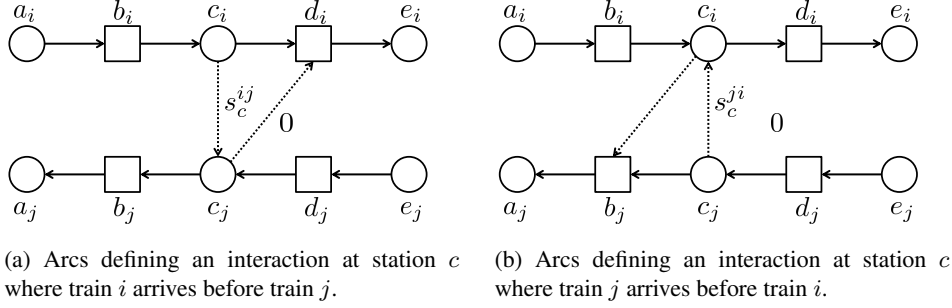 a_i b_i c_i d_i e_i
s_c^{ij}
0
a_j b_j c_j d_j e_j
(a) Arcs defining an interaction at station c
where train i arrives before train j.
a_i b_i c_i d_i e_i
s_c^{ji}
0
a_j b_j c_j d_j e_j
(b) Arcs defining an interaction at station c
where train j arrives before train i.